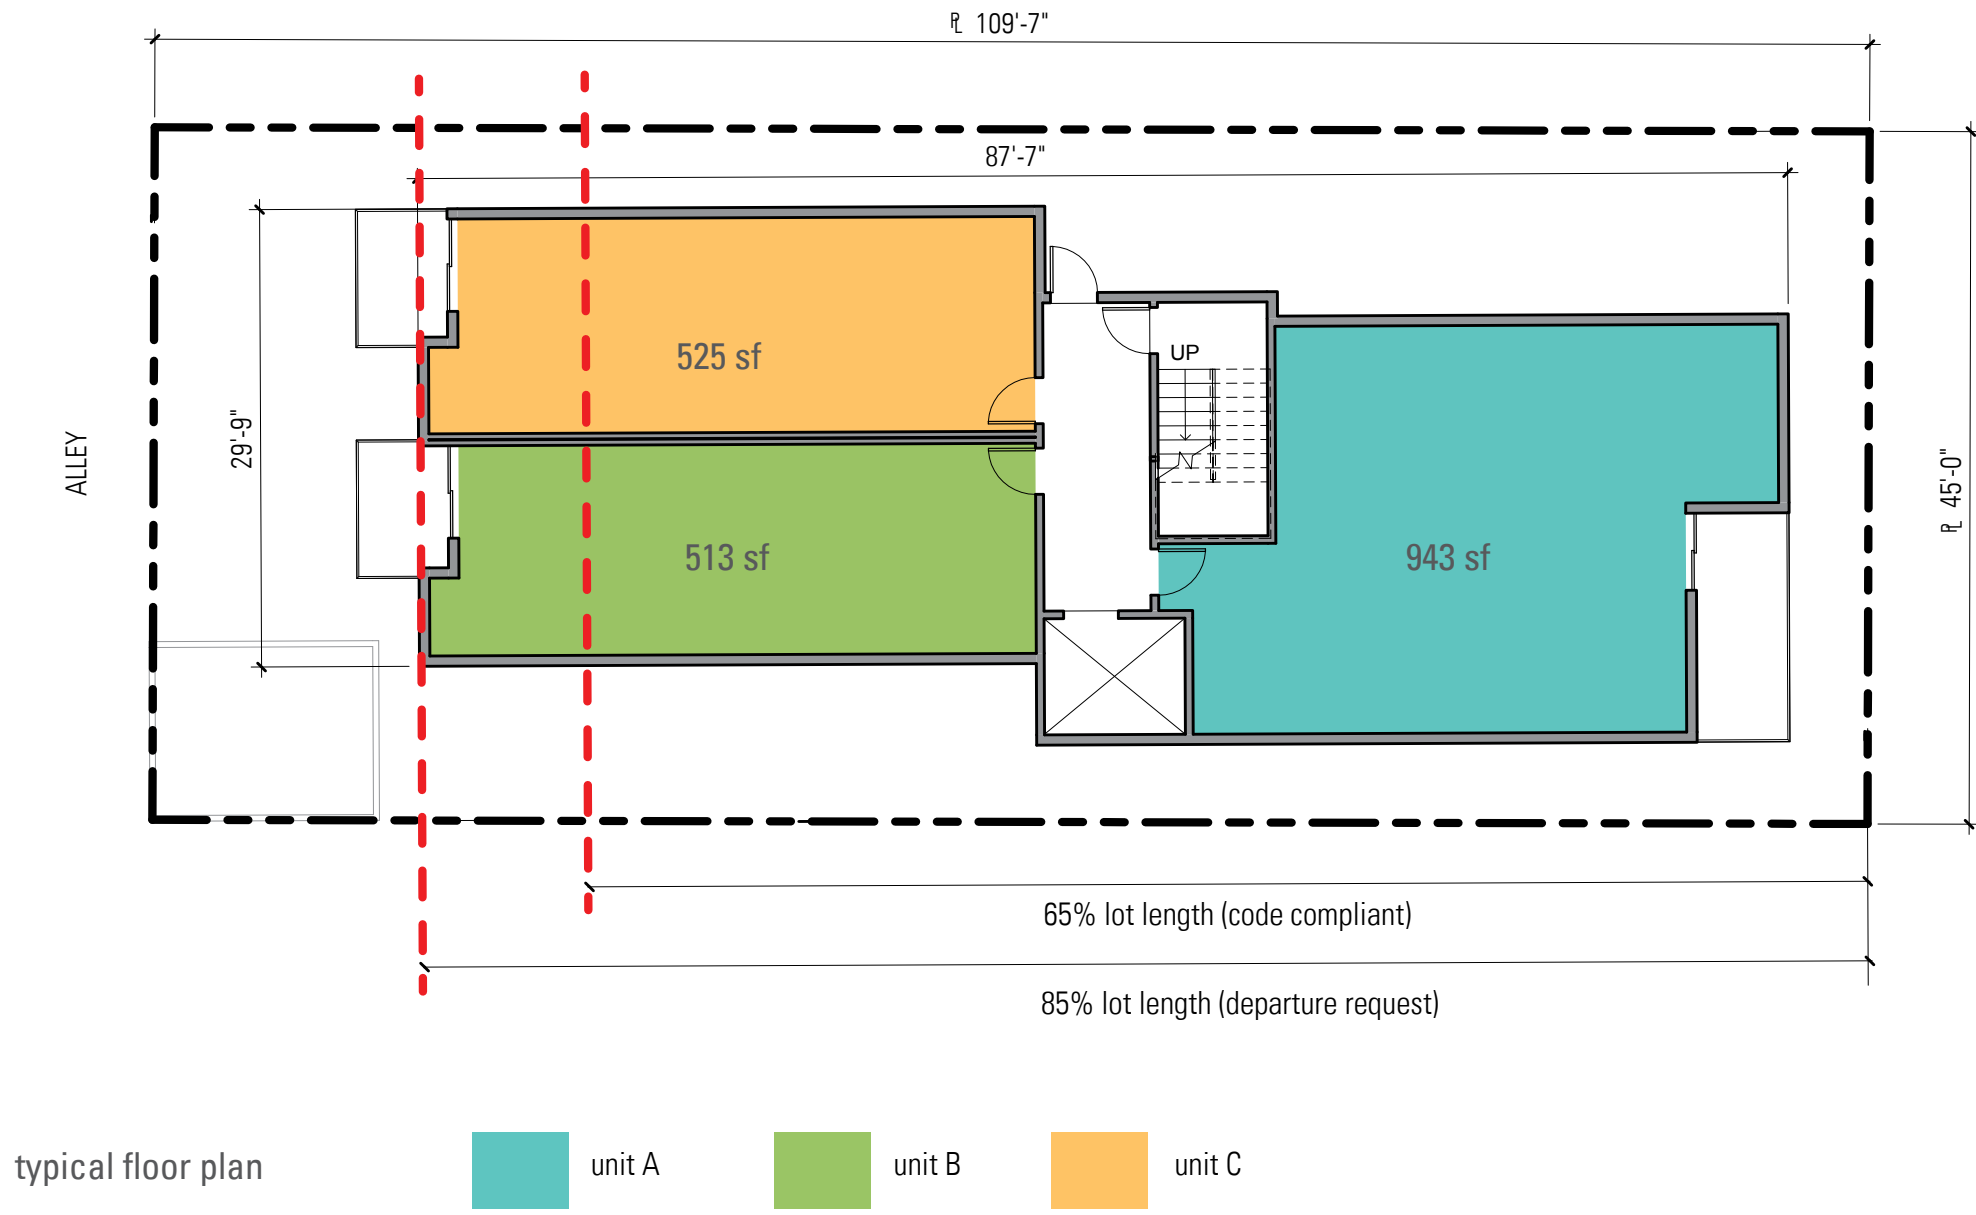 ℄ 109'-7"
87'-7"
525 sf
UP
29'-9"
ALLEY
℄ 45'-0"
513 sf
943 sf
65% lot length (code compliant)
85% lot length (departure request)
typical floor plan
unit A
unit B
unit C